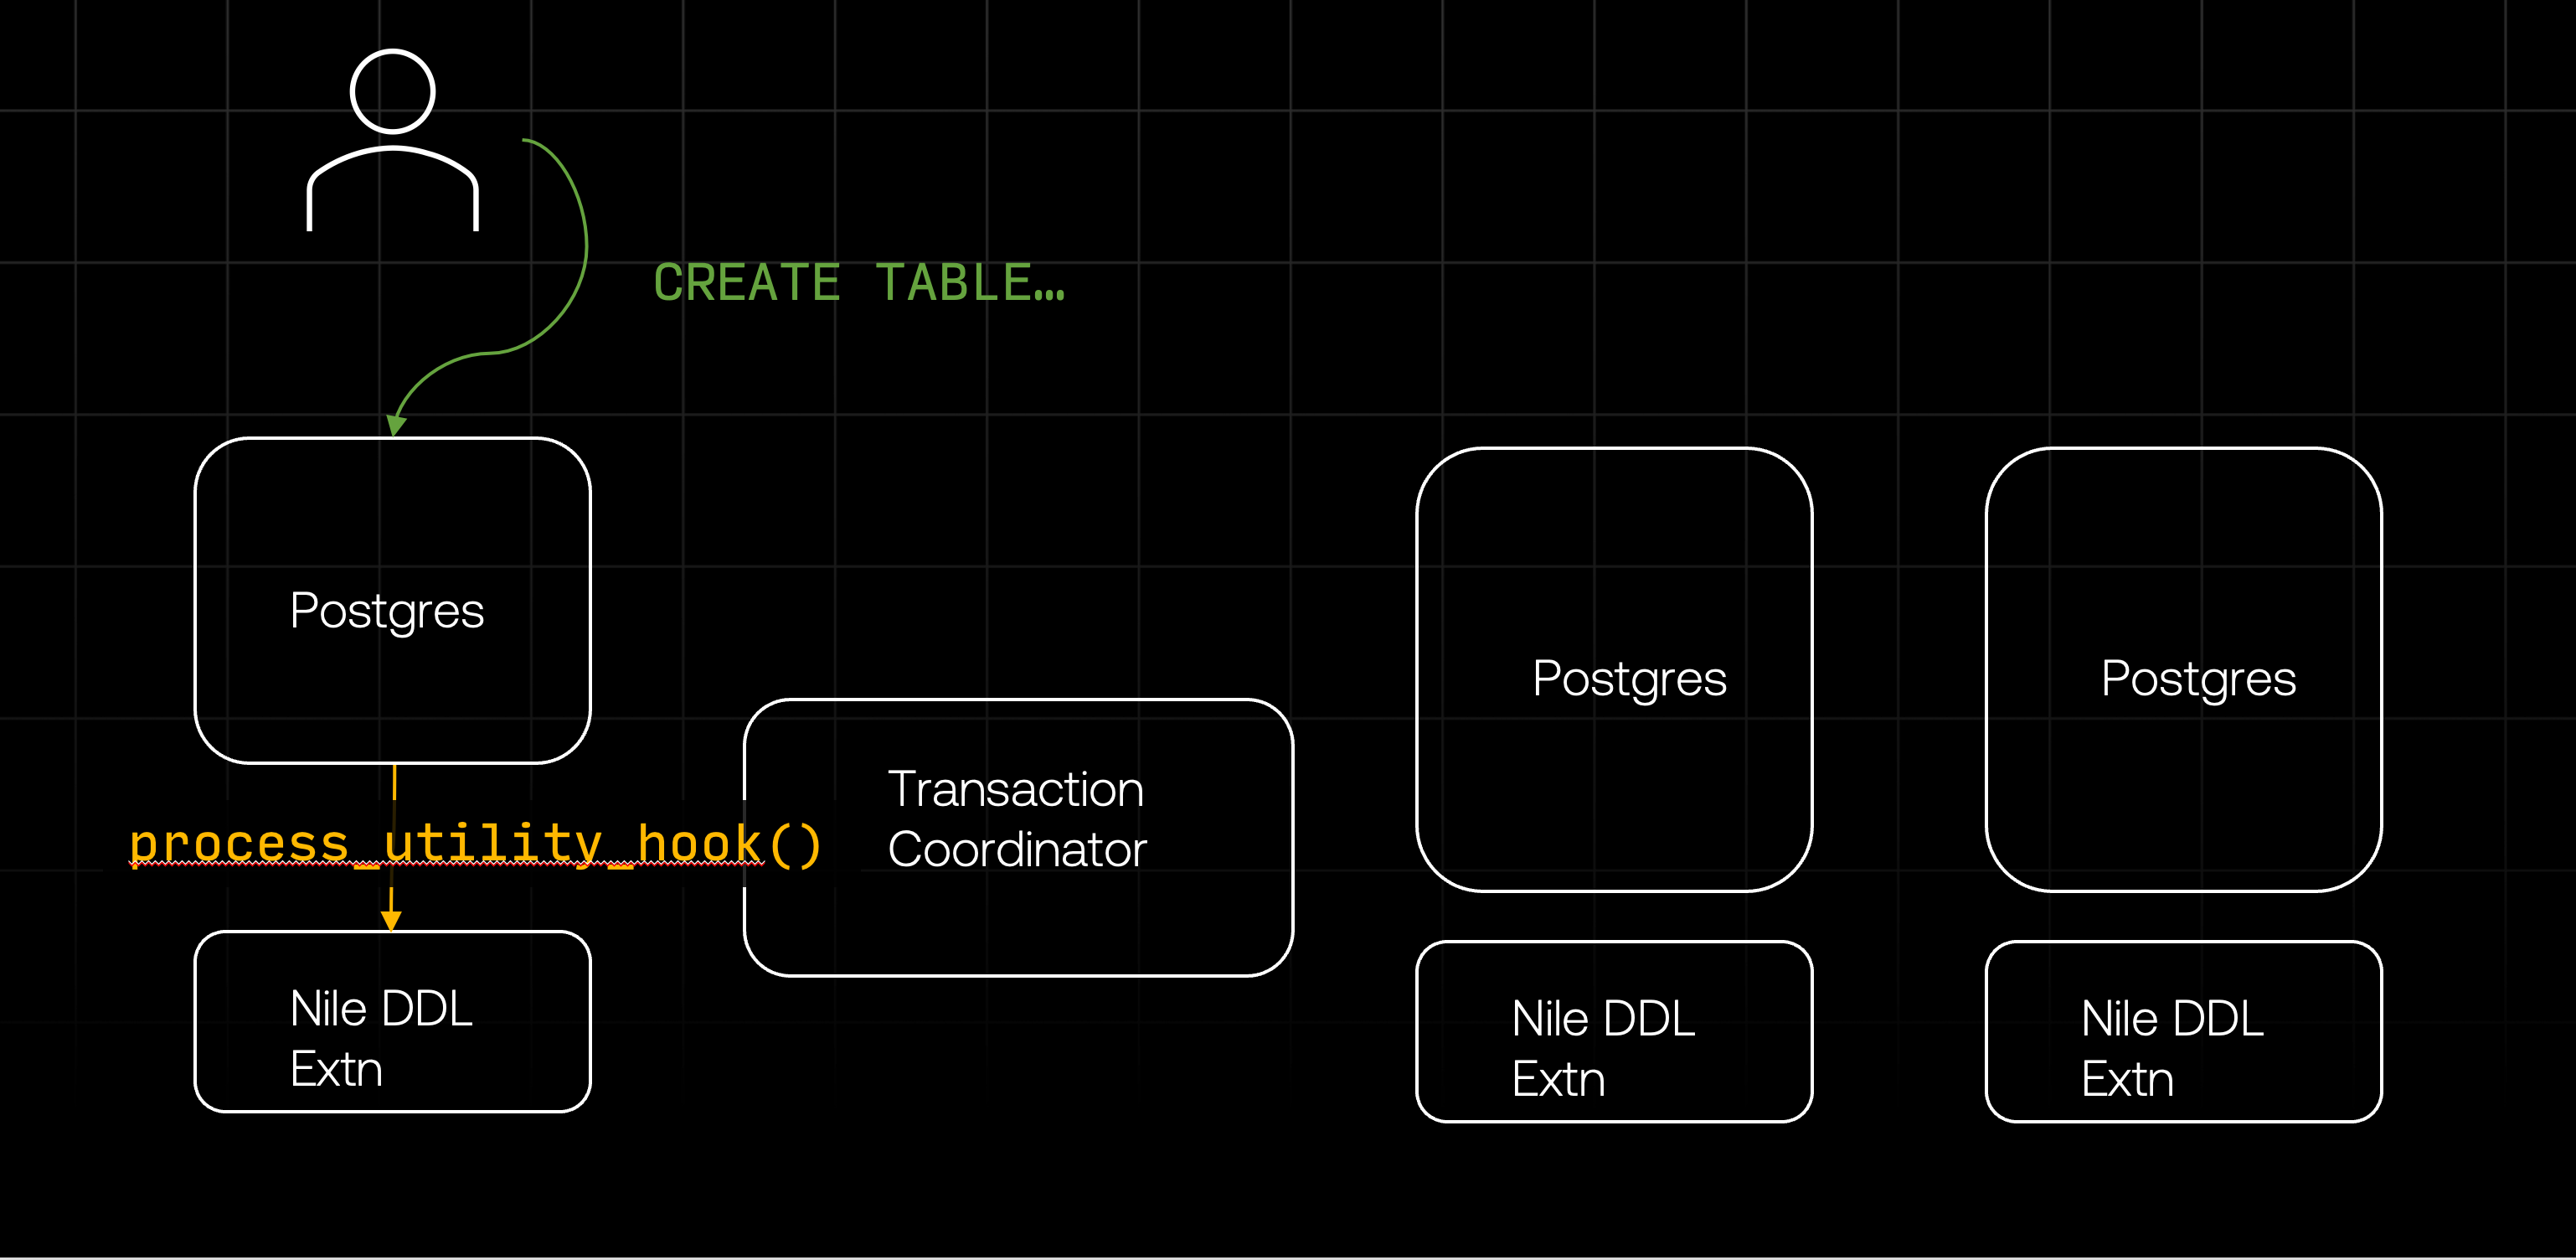 CREATE TABLE…
Postgres
process_utility_hook()
Nile DDL
Extn
Transaction
Coordinator
Postgres
Nile DDL
Extn
Postgres
Nile DDL
Extn